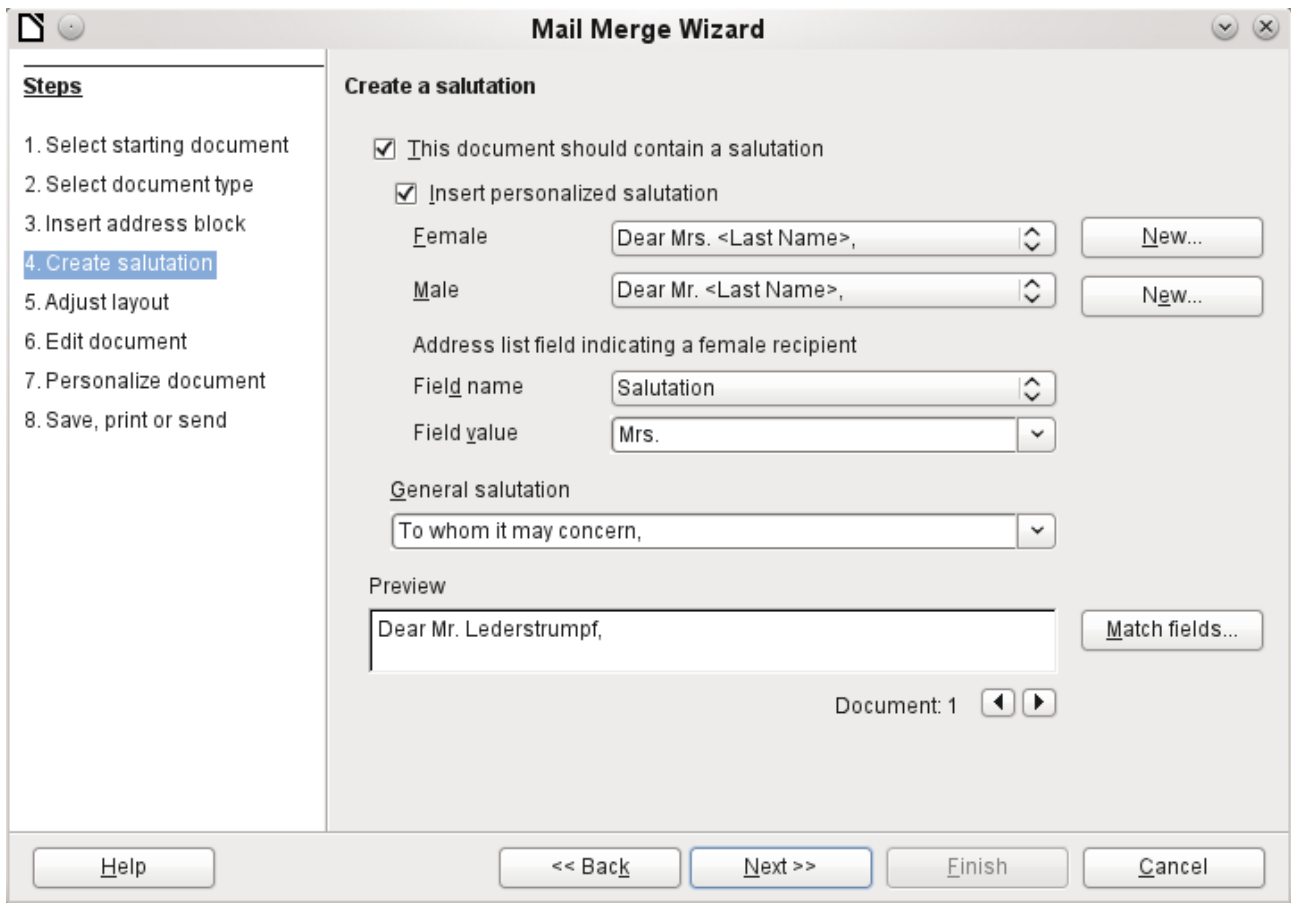 Mail Merge Wizard
Steps
1. Select starting document
2. Select document type
3. Insert address block
4. Create salutation
5. Adjust layout
6. Edit document
7. Personalize document
8. Save, print or send
Create a salutation
This document should contain a salutation
Insert personalized salutation
Female Dear Mrs. <Last Name>, New...
Male Dear Mr. <Last Name>, New...
Address list field indicating a female recipient
Field name Salutation
Field value Mrs.
General salutation
To whom it may concern,
Preview
Dear Mr. Lederstrumpf,
Match fields...
Document: 1
Help << Back Next >> Finish Cancel